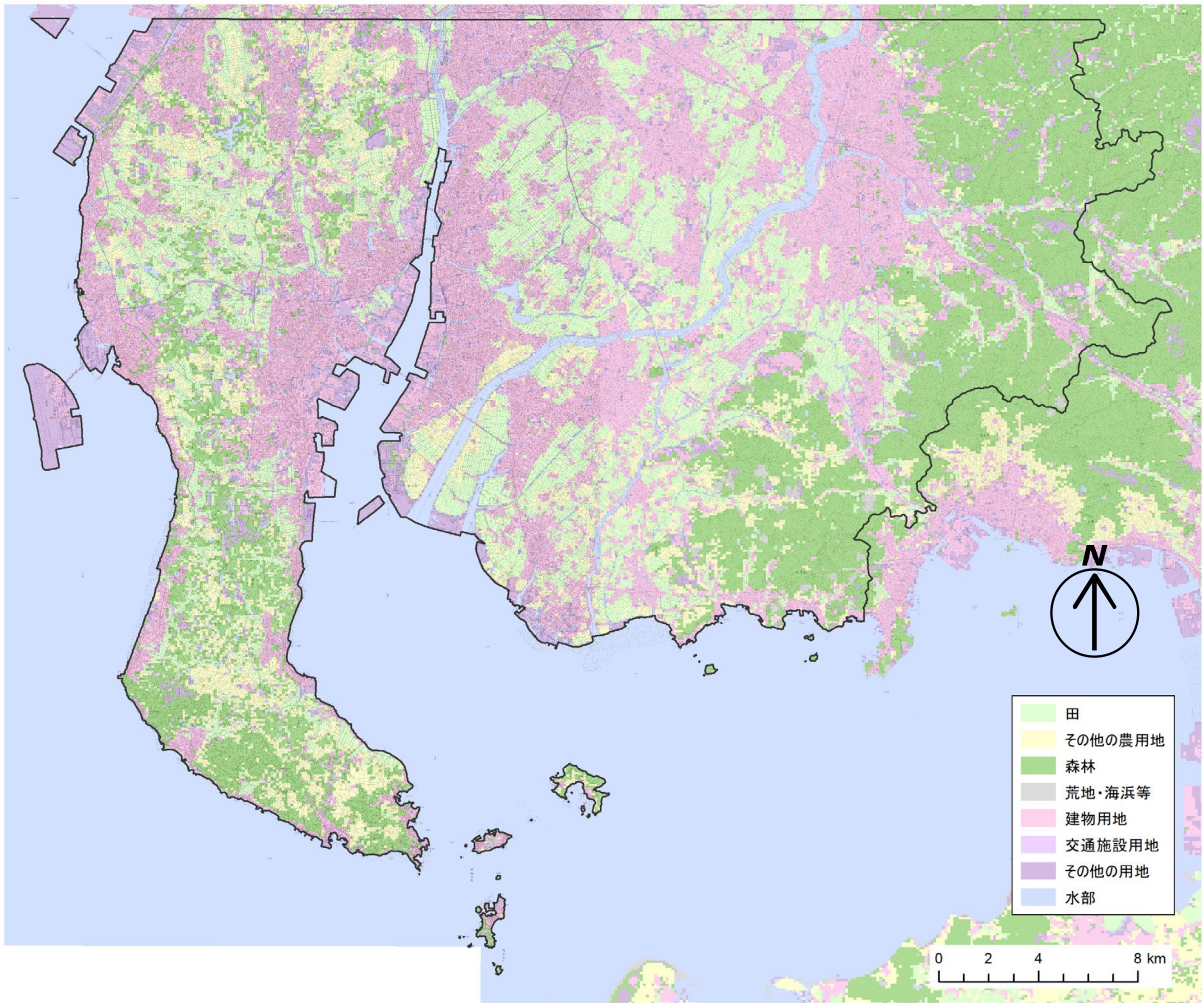 N
田
その他の農用地
森林
荒地・海浜等
建物用地
交通施設用地
その他の用地
水部
0 2 4 8 km